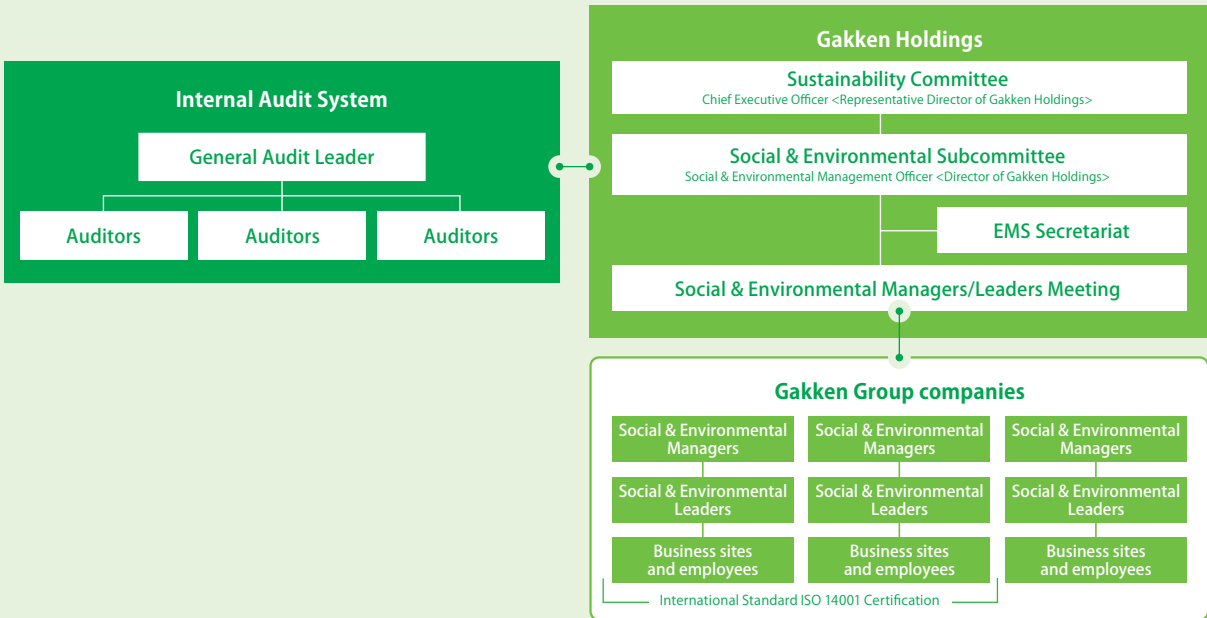 Internal Audit System
General Audit Leader
Auditors
Auditors
Auditors
Gakken Holdings
Sustainability Committee
Chief Executive Officer <Representative Director of Gakken Holdings>
Social & Environmental Subcommittee
Social & Environmental Management Officer <Director of Gakken Holdings>
EMS Secretariat
Social & Environmental Managers/Leaders Meeting
Gakken Group companies
Social & Environmental
Managers
Social & Environmental
Managers
Social & Environmental
Managers
Social & Environmental
Leaders
Social & Environmental
Leaders
Social & Environmental
Leaders
Business sites
and employees
Business sites
and employees
Business sites
and employees
International Standard ISO 14001 Certification